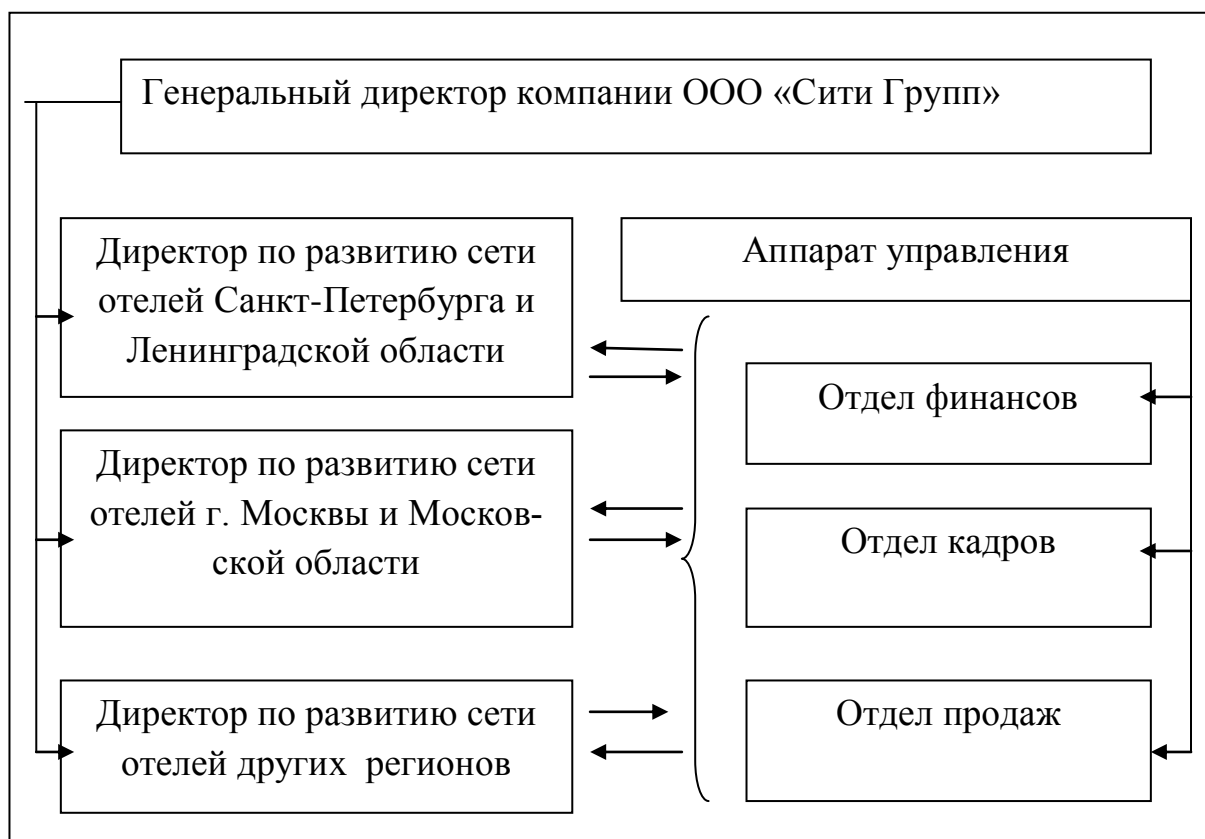 Генеральный директор компании ООО «Сити Групп»
Директор по развитию сети
отелей Санкт-Петербурга и
Ленинградской области
Аппарат управления
Отдел финансов
Директор по развитию сети
отелей г. Москвы и Москов-
ской области
Отдел кадров
Директор по развитию сети
отелей других  регионов
Отдел продаж